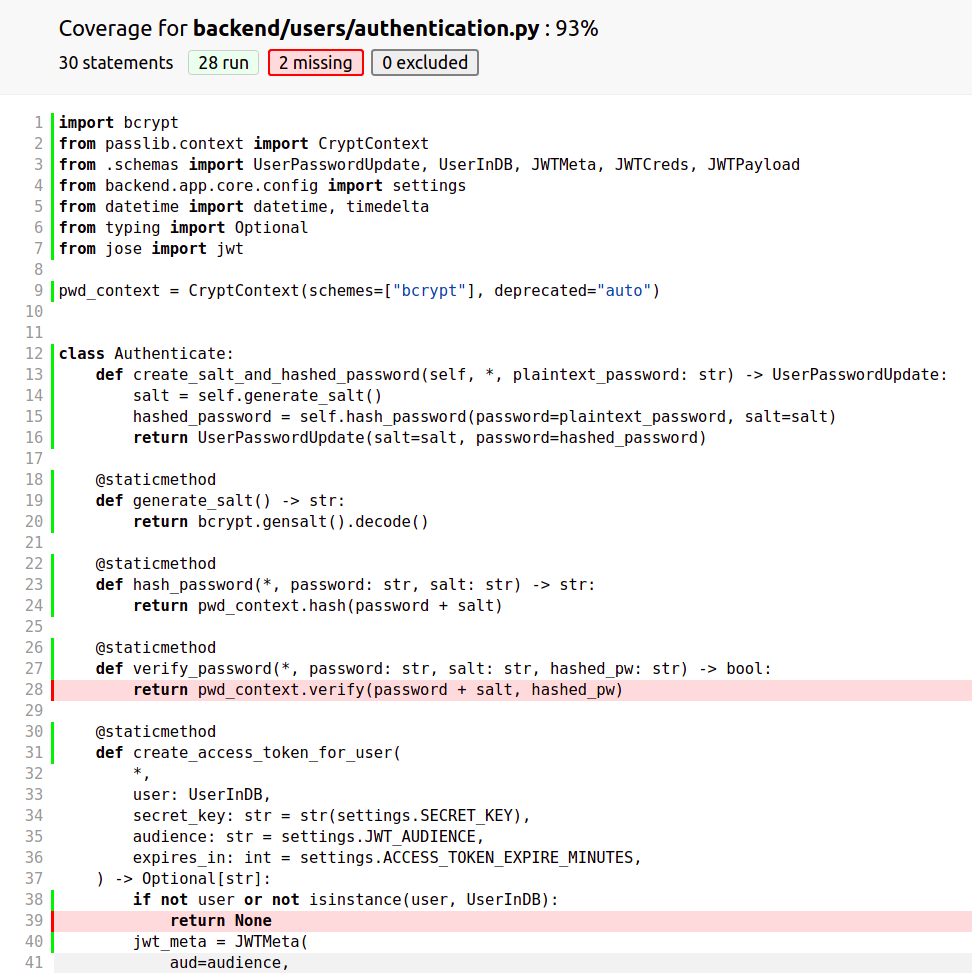 Coverage for backend/users/authentication.py : 93%
30 statements 28 run 2 missing 0 excluded
1 import bcrypt
2 from passlib.context import CryptContext
3 from .schemas import UserPasswordUpdate, UserInDB, JWTMeta, JWTCreds, JWTPayload
4 from backend.app.core.config import settings
5 from datetime import datetime, timedelta
6 from typing import Optional
7 from jose import jwt
8
9 pwd_context = CryptContext(schemes=["bcrypt"], deprecated="auto")
10
11
12 class Authenticate:
13     def create_salt_and_hashed_password(self, *, plaintext_password: str) -> UserPasswordUpdate:
14         salt = self.generate_salt()
15         hashed_password = self.hash_password(password=plaintext_password, salt=salt)
16         return UserPasswordUpdate(salt=salt, password=hashed_password)
17
18     @staticmethod
19     def generate_salt() -> str:
20         return bcrypt.gensalt().decode()
21
22     @staticmethod
23     def hash_password(*, password: str, salt: str) -> str:
24         return pwd_context.hash(password + salt)
25
26     @staticmethod
27     def verify_password(*, password: str, salt: str, hashed_pw: str) -> bool:
28         return pwd_context.verify(password + salt, hashed_pw)
29
30     @staticmethod
31     def create_access_token_for_user(
32         *,
33         user: UserInDB,
34         secret_key: str = str(settings.SECRET_KEY),
35         audience: str = settings.JWT_AUDIENCE,
36         expires_in: int = settings.ACCESS_TOKEN_EXPIRE_MINUTES,
37     ) -> Optional[str]:
38         if not user or not isinstance(user, UserInDB):
39             return None
40         jwt_meta = JWTMeta(
41             aud=audience,